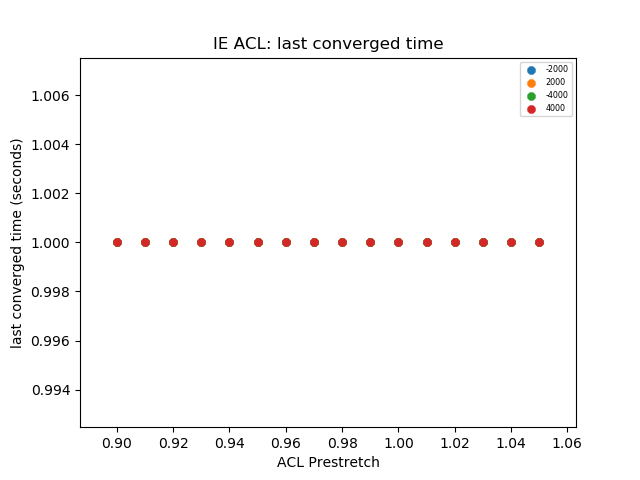 IE ACL: last converged time
-2000
2000
-4000
4000
last converged time (seconds)
1.006
1.004
1.002
1.000
0.998
0.996
0.994
0.90 0.92 0.94 0.96 0.98 1.00 1.02 1.04 1.06
ACL Prestretch